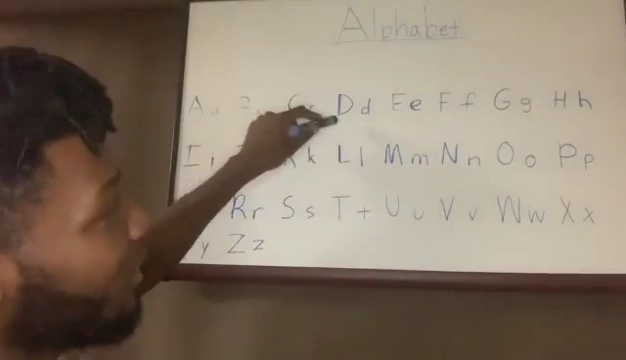 Alphabet
A Dd Ee Ff Gg Hh
k Ll Mm Nn Oo Pp
Rr Ss Tt Uu Vv Ww Xx
y Zz